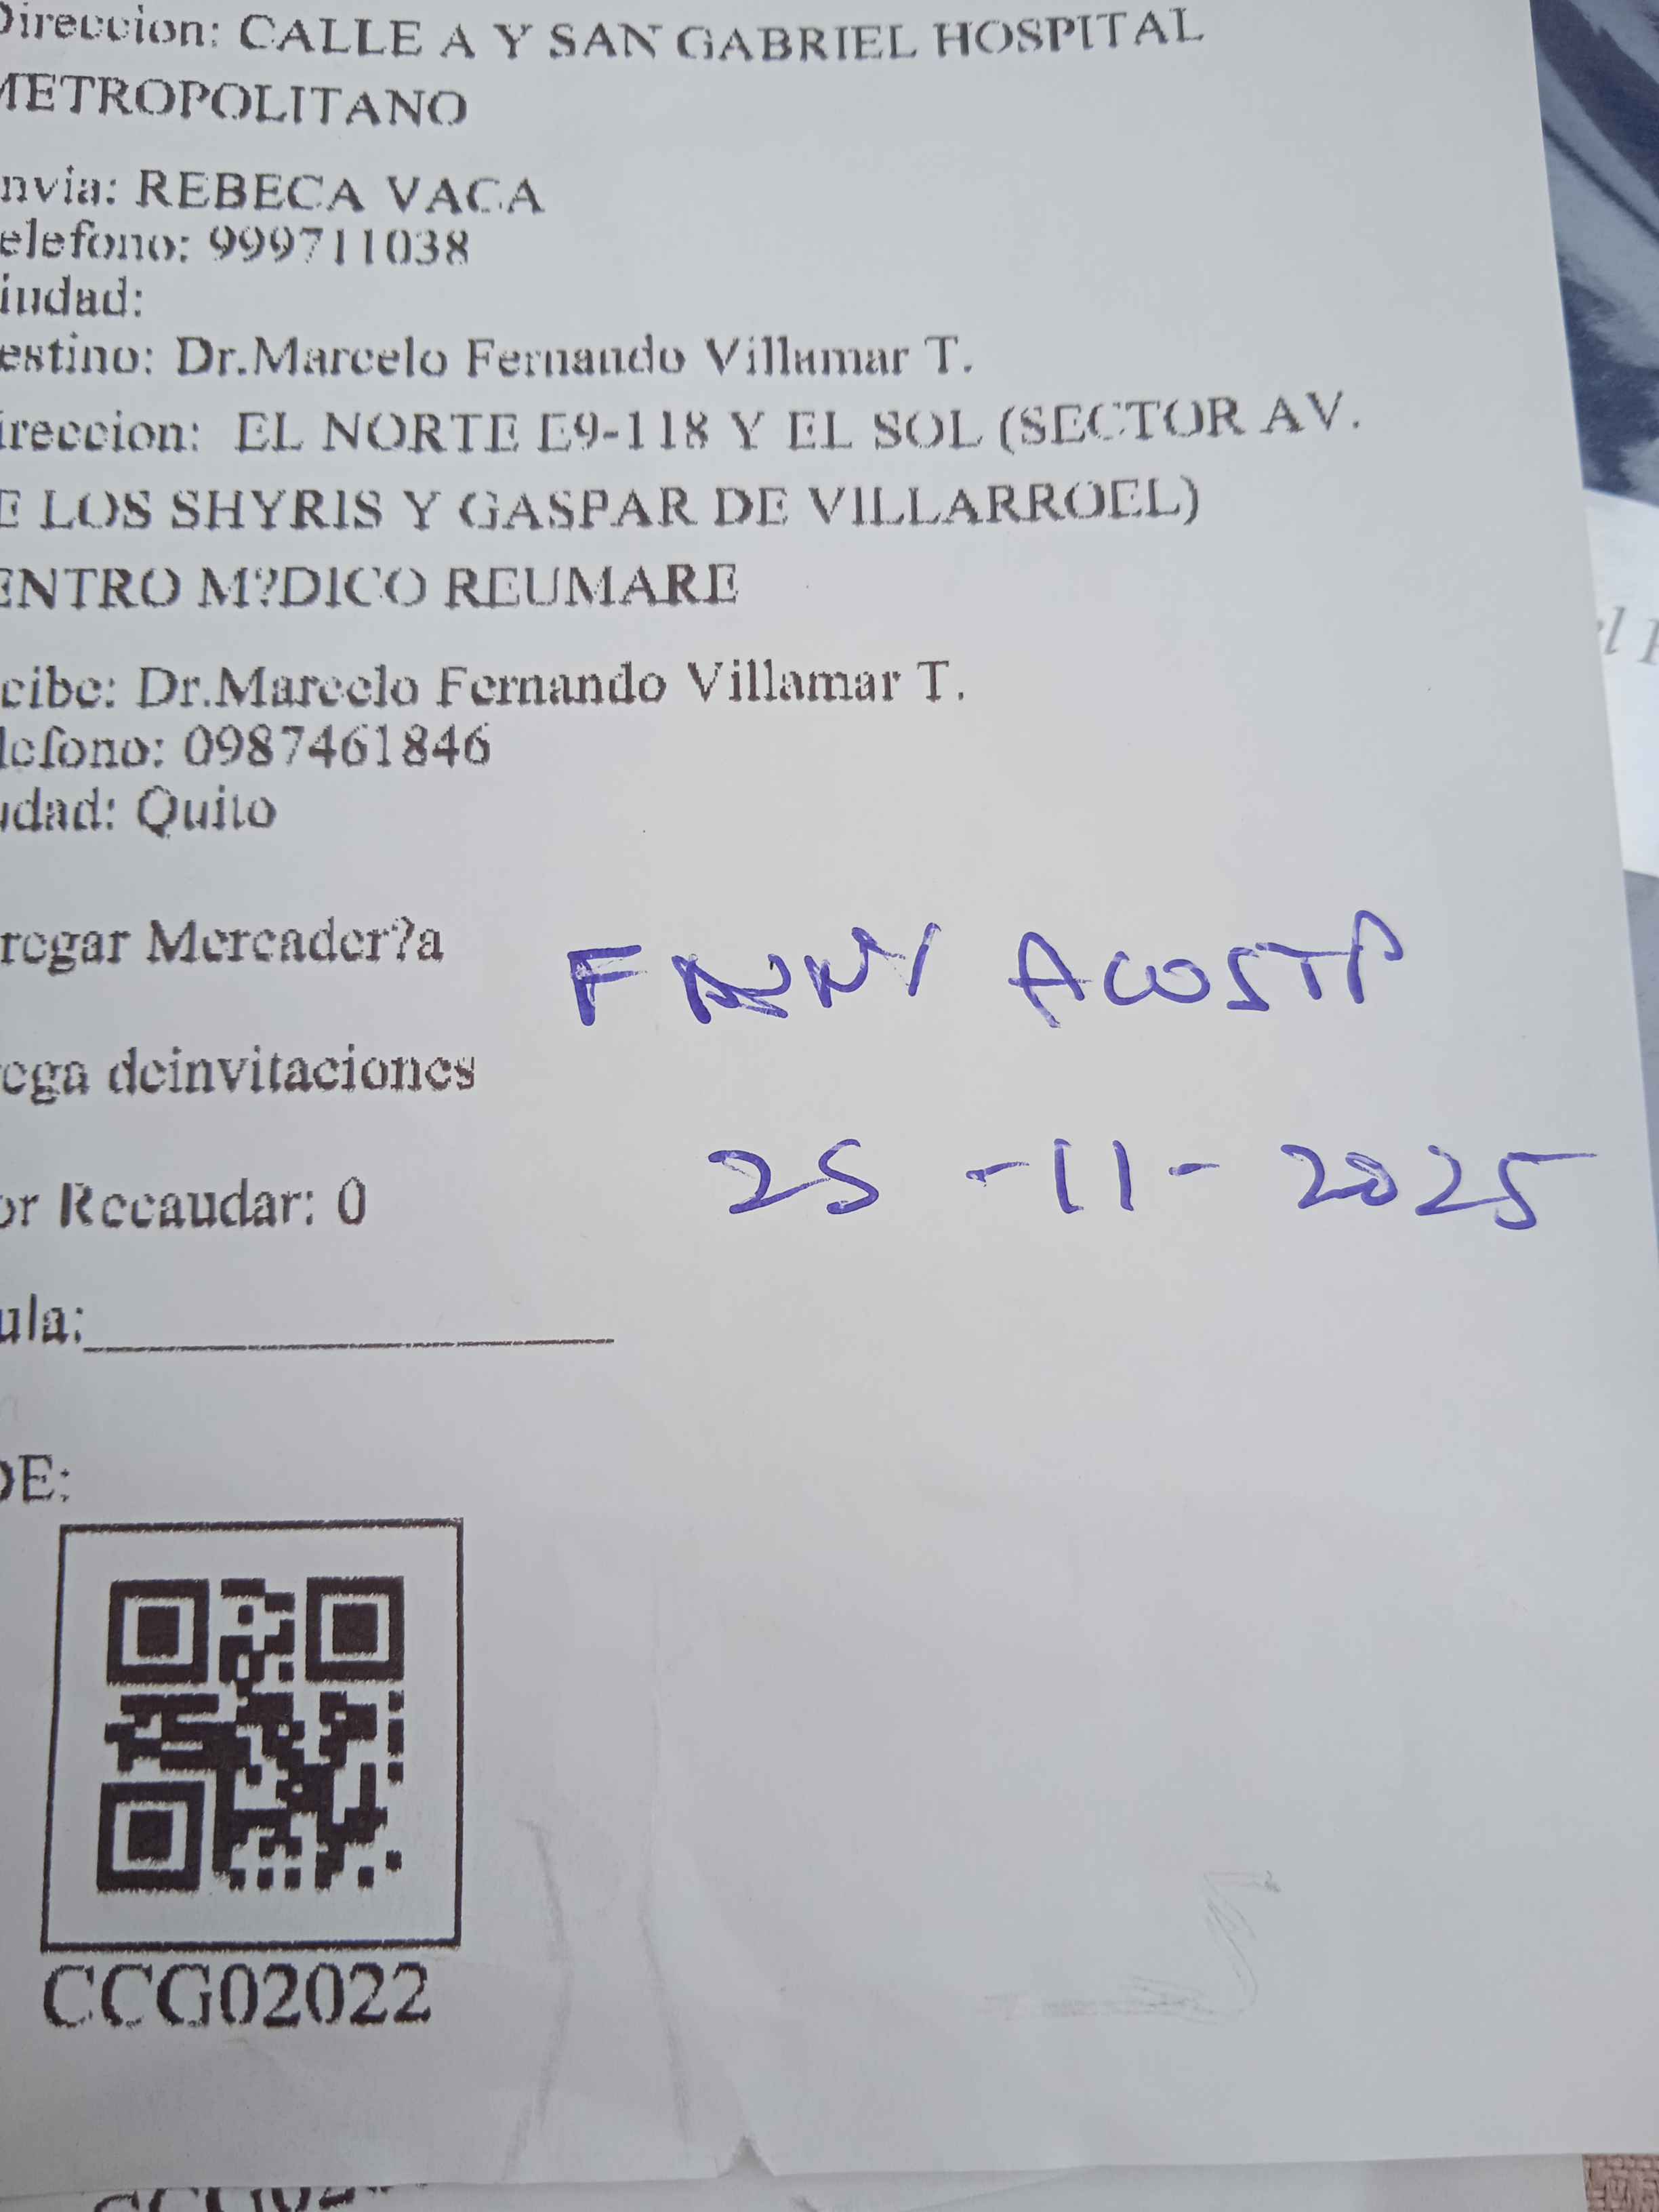 Direccion: CALLE A Y SAN GABRIEL HOSPITAL
METROPOLITANO
nvia: REBECA VACA
elefono: 999711038
iudad:
estino: Dr.Marcelo Fernando Villamar T.
ireccion: EL NORTE E9-118 Y EL SOL (SECTOR AV.
E LOS SHYRIS Y GASPAR DE VILLARROEL)
ENTRO M?DICO REUMARE
cibe: Dr.Marcelo Fernando Villamar T.
lefono: 0987461846
udad: Quito
regar Mercader?a
FANNY ACOSTA
ega deinvitaciones
25-11-2025
or Recaudar: 0
ula:
DE:
CCG02022